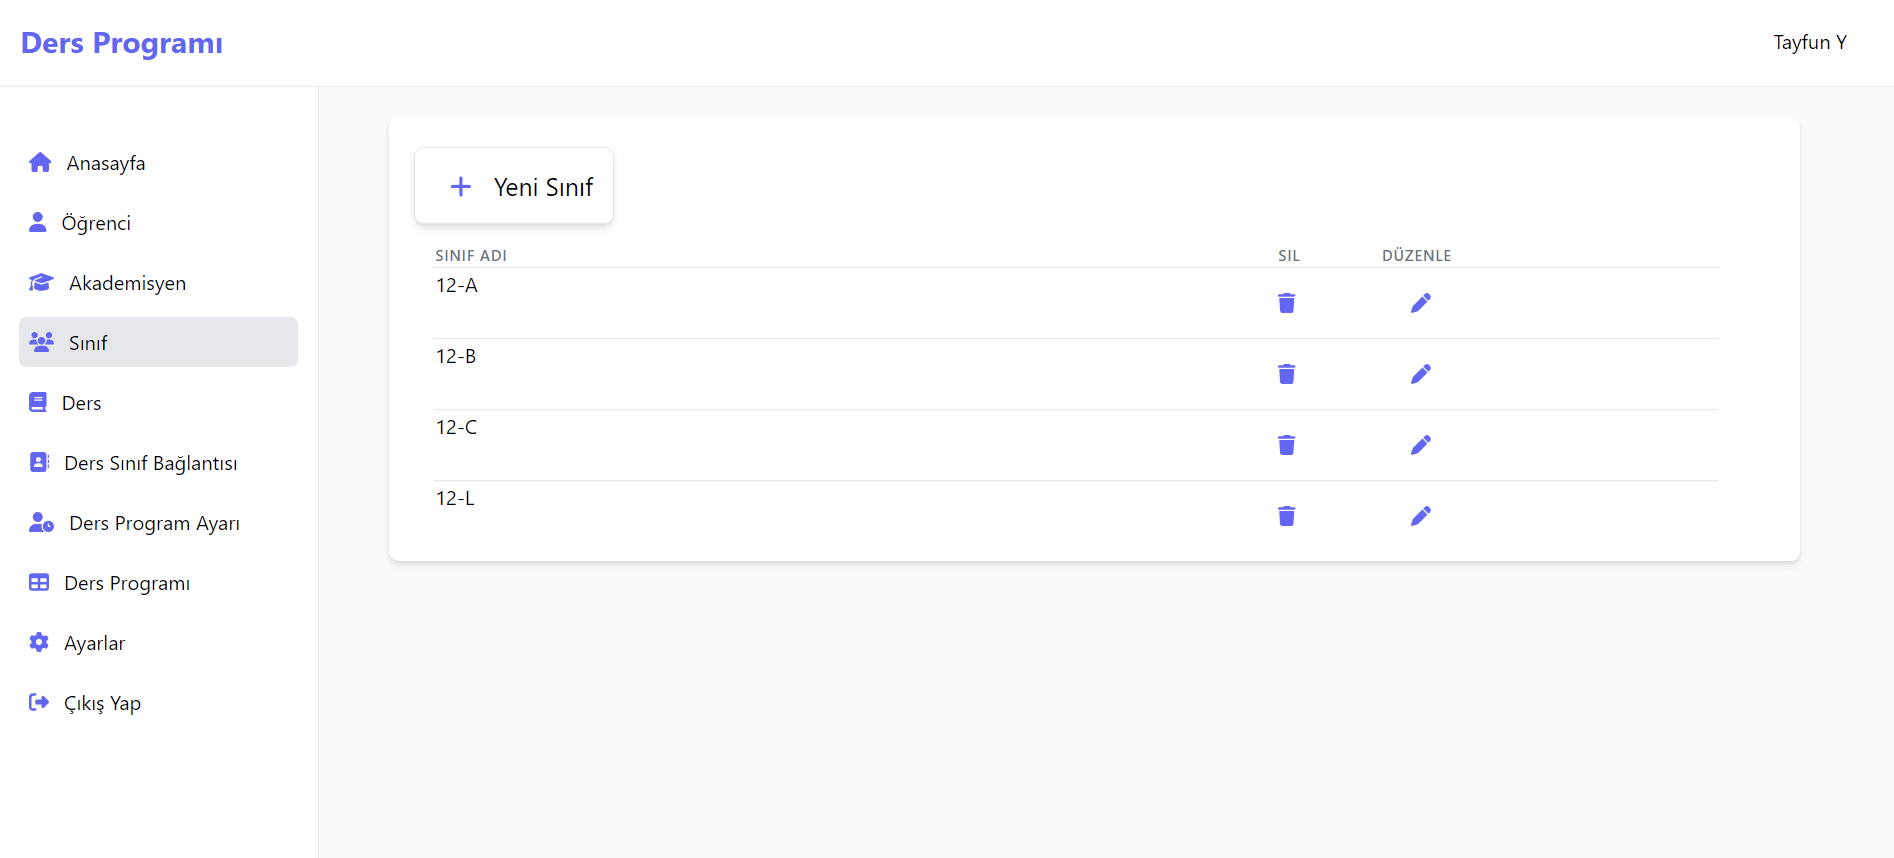 Ders Programı
Tayfun Y
Anasayfa
Öğrenci
Akademisyen
Sınıf
Ders
Ders Sınıf Bağlantısı
Ders Program Ayarı
Ders Programı
Ayarlar
Çıkış Yap
Yeni Sınıf
SINIF ADI SIL DÜZENLE
12-A
12-B
12-C
12-L